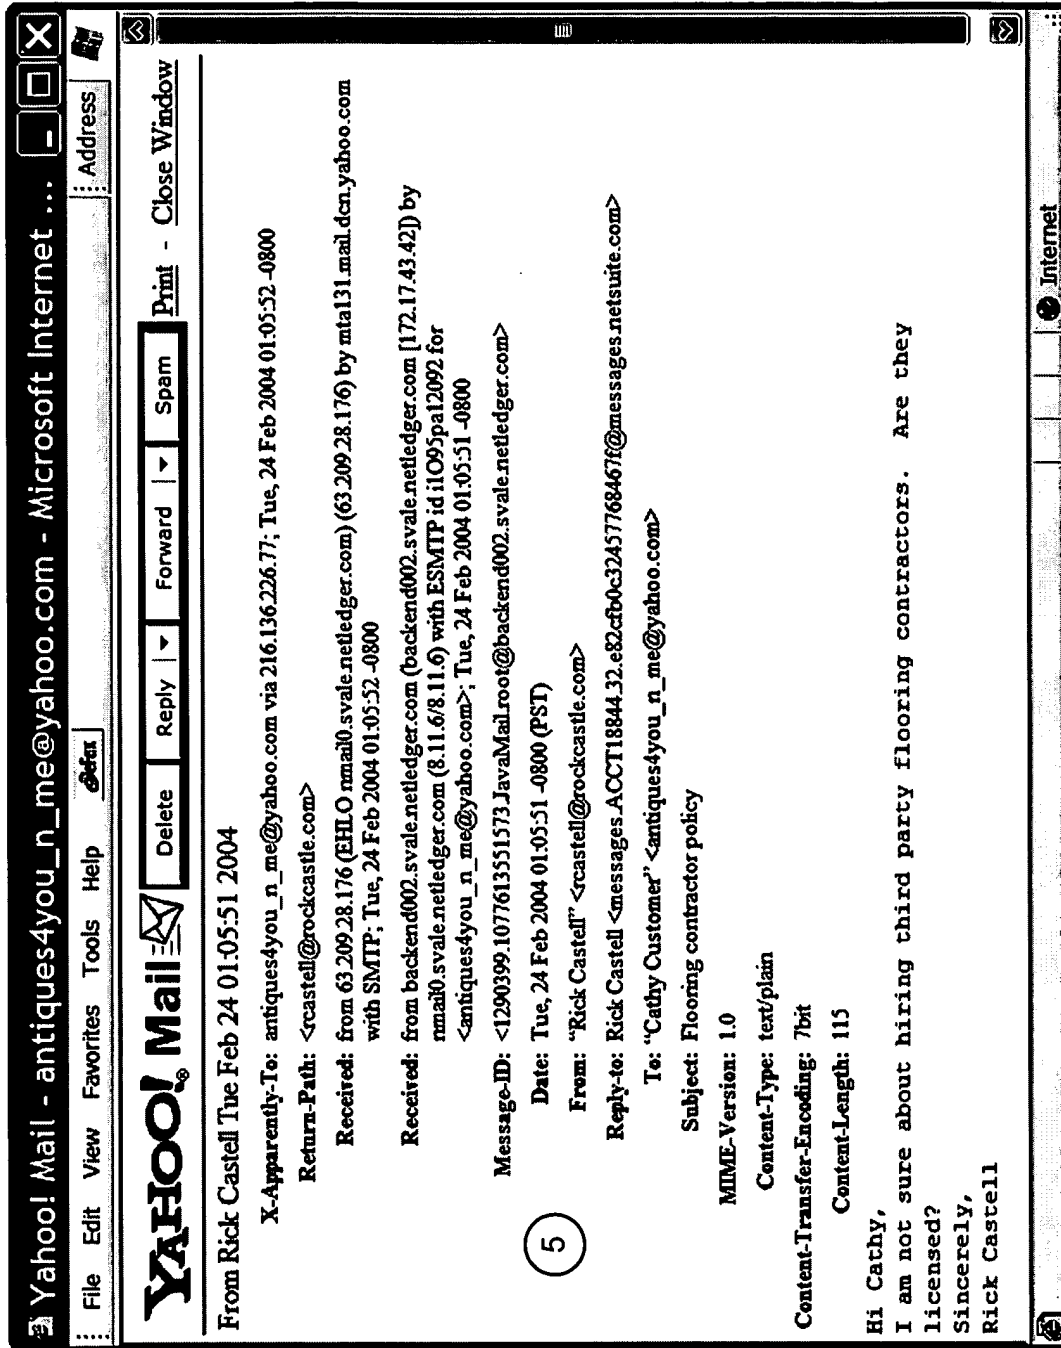 Yahoo! Mail - antiques4you_n_me@yahoo.com - Microsoft Internet ...
File Edit View Favorites Tools Help eFax Address
YAHOO! Mail Delete Reply Forward Spam Print - Close Window
From Rick Castell Tue Feb 24 01:05:51 2004
X-Apparently-To: antiques4you_n_me@yahoo.com via 216.136.226.77; Tue, 24 Feb 2004 01:05:52 -0800
Return-Path: <rcastell@rockcastle.com>
Received: from 63.209.28.176 (EHLO nmail0.svale.netledger.com) (63.209.28.176) by mta131.mail.dcn.yahoo.com
with SMTP; Tue, 24 Feb 2004 01:05:52 -0800
Received: from backend002.svale.netledger.com (backend002.svale.netledger.com [172.17.43.42]) by
nmail0.svale.netledger.com (8.11.6/8.11.6) with ESMTP id i1O95pa12092 for
<antiques4you_n_me@yahoo.com>; Tue, 24 Feb 2004 01:05:51 -0800
Message-ID: <1290399.1077613551573.JavaMail.root@backend002.svale.netledger.com>
5
Date: Tue, 24 Feb 2004 01:05:51 -0800 (PST)
From: "Rick Castell" <rcastell@rockcastle.com>
Reply-to: Rick Castell <messages.ACCT18844.32.e82cfb0c3245776846​7f@messages.netsuite.com>
To: "Cathy Customer" <antiques4you_n_me@yahoo.com>
Subject: Flooring contractor policy
MIME-Version: 1.0
Content-Type: text/plain
Content-Transfer-Encoding: 7bit
Content-Length: 115
Hi Cathy,
I am not sure about hiring third party flooring contractors. Are they
licensed?
Sincerely,
Rick Castell
Internet